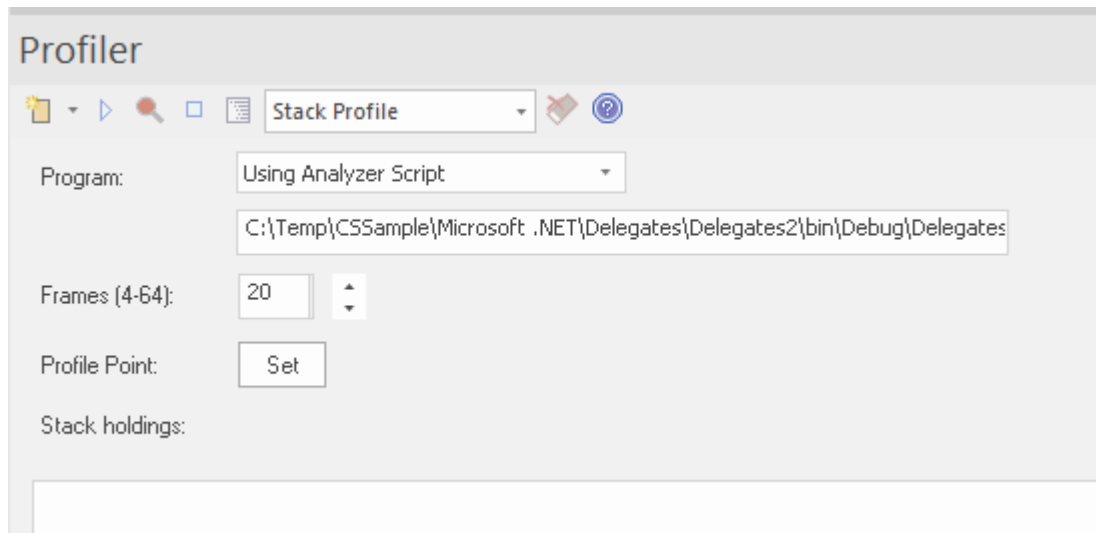 Profiler
Stack Profile
Program: Using Analyzer Script
C:\Temp\CSSample\Microsoft .NET\Delegates\Delegates2\bin\Debug\Delegates
Frames (4-64): 20
Profile Point: Set
Stack holdings: